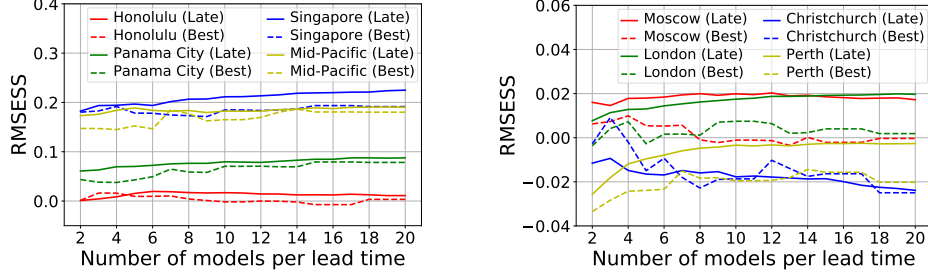 0.4
0.3
0.2
0.1
0.0
RMSESS
Honolulu (Late)
Honolulu (Best)
Panama City (Late)
Panama City (Best)
Singapore (Late)
Singapore (Best)
Mid-Pacific (Late)
Mid-Pacific (Best)
2 4 6 8 10 12 14 16 18 20
Number of models per lead time
0.06
0.04
0.02
0.00
−0.02
−0.04
RMSESS
Moscow (Late)
Moscow (Best)
London (Late)
London (Best)
Christchurch (Late)
Christchurch (Best)
Perth (Late)
Perth (Best)
2 4 6 8 10 12 14 16 18 20
Number of models per lead time